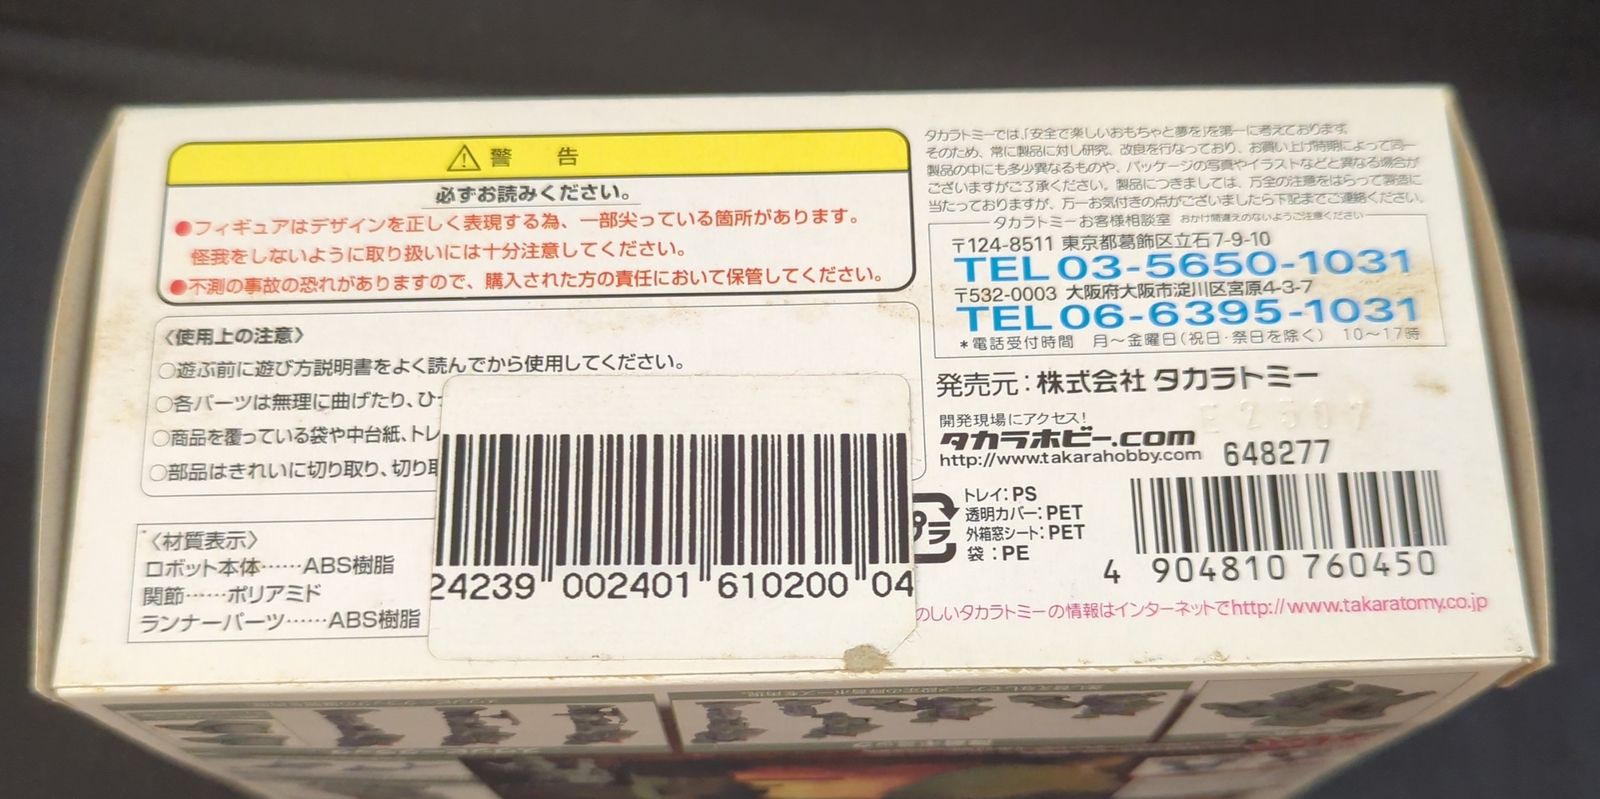 ⚠警 告
必ずお読みください。
●フィギュアはデザインを正しく表現する為、一部尖っている箇所があります。
怪我をしないように取り扱いには十分注意してください。
●不測の事故の恐れがありますので、購入された方の責任において保管してください。
〈使用上の注意〉
○遊ぶ前に遊び方説明書をよく読んでから使用してください。
○各パーツは無理に曲げたり、ひっ
○商品を覆っている袋や中台紙、トレ
○部品はきれいに切り取り、切り取
〈材質表示〉
ロボット本体……ABS樹脂
関節……ポリアミド
ランナーパーツ……ABS樹脂
24239 002401 610200 04
タカラトミーでは、「安全で楽しいおもちゃと夢を」を第一に考えております。
そのため、常に製品に対し研究、改良を行なっており、お買い上げ時期によって同一
製品の中にも多少異なるものや、パッケージの写真やイラストなどと異なる場合が
ございますがご了承ください。製品につきましては、万全の注意をはらって製造に
当たっておりますが、万一お気付きの点がございましたら下記までご連絡ください。
タカラトミーお客様相談室 おかけ間違えのないようご注意ください
〒124-8511 東京都葛飾区立石7-9-10
TEL 03-5650-1031
〒532-0003 大阪府大阪市淀川区宮原4-3-7
TEL 06-6395-1031
*電話受付時間 月～金曜日(祝日・祭日を除く) 10～17時
発売元:株式会社 タカラトミー
開発現場にアクセス!
タカラホビー.com
http://www.takarahobby.com
E2507
648277
プラ
トレイ:PS
透明カバー:PET
外箱窓シート:PET
袋:PE
4 904810 760450
のしいタカラトミーの情報はインターネットでhttp://www.takaratomy.co.jp